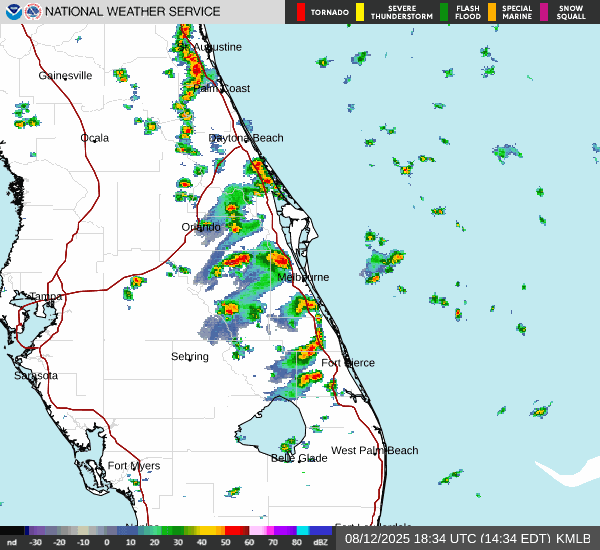 NATIONAL WEATHER SERVICE
TORNADO
SEVERE THUNDERSTORM
FLASH FLOOD
SPECIAL MARINE
SNOW SQUALL
St. Augustine
Gainesville
Palm Coast
Ocala
Daytona Beach
Orlando
Melbourne
Tampa
Sebring
Fort Pierce
Sarasota
West Palm Beach
Belle Glade
Fort Myers
nd -30 -20 -10 0 10 20 30 40 50 60 70 80 dBZ
08/12/2025 18:34 UTC (14:34 EDT) KMLB